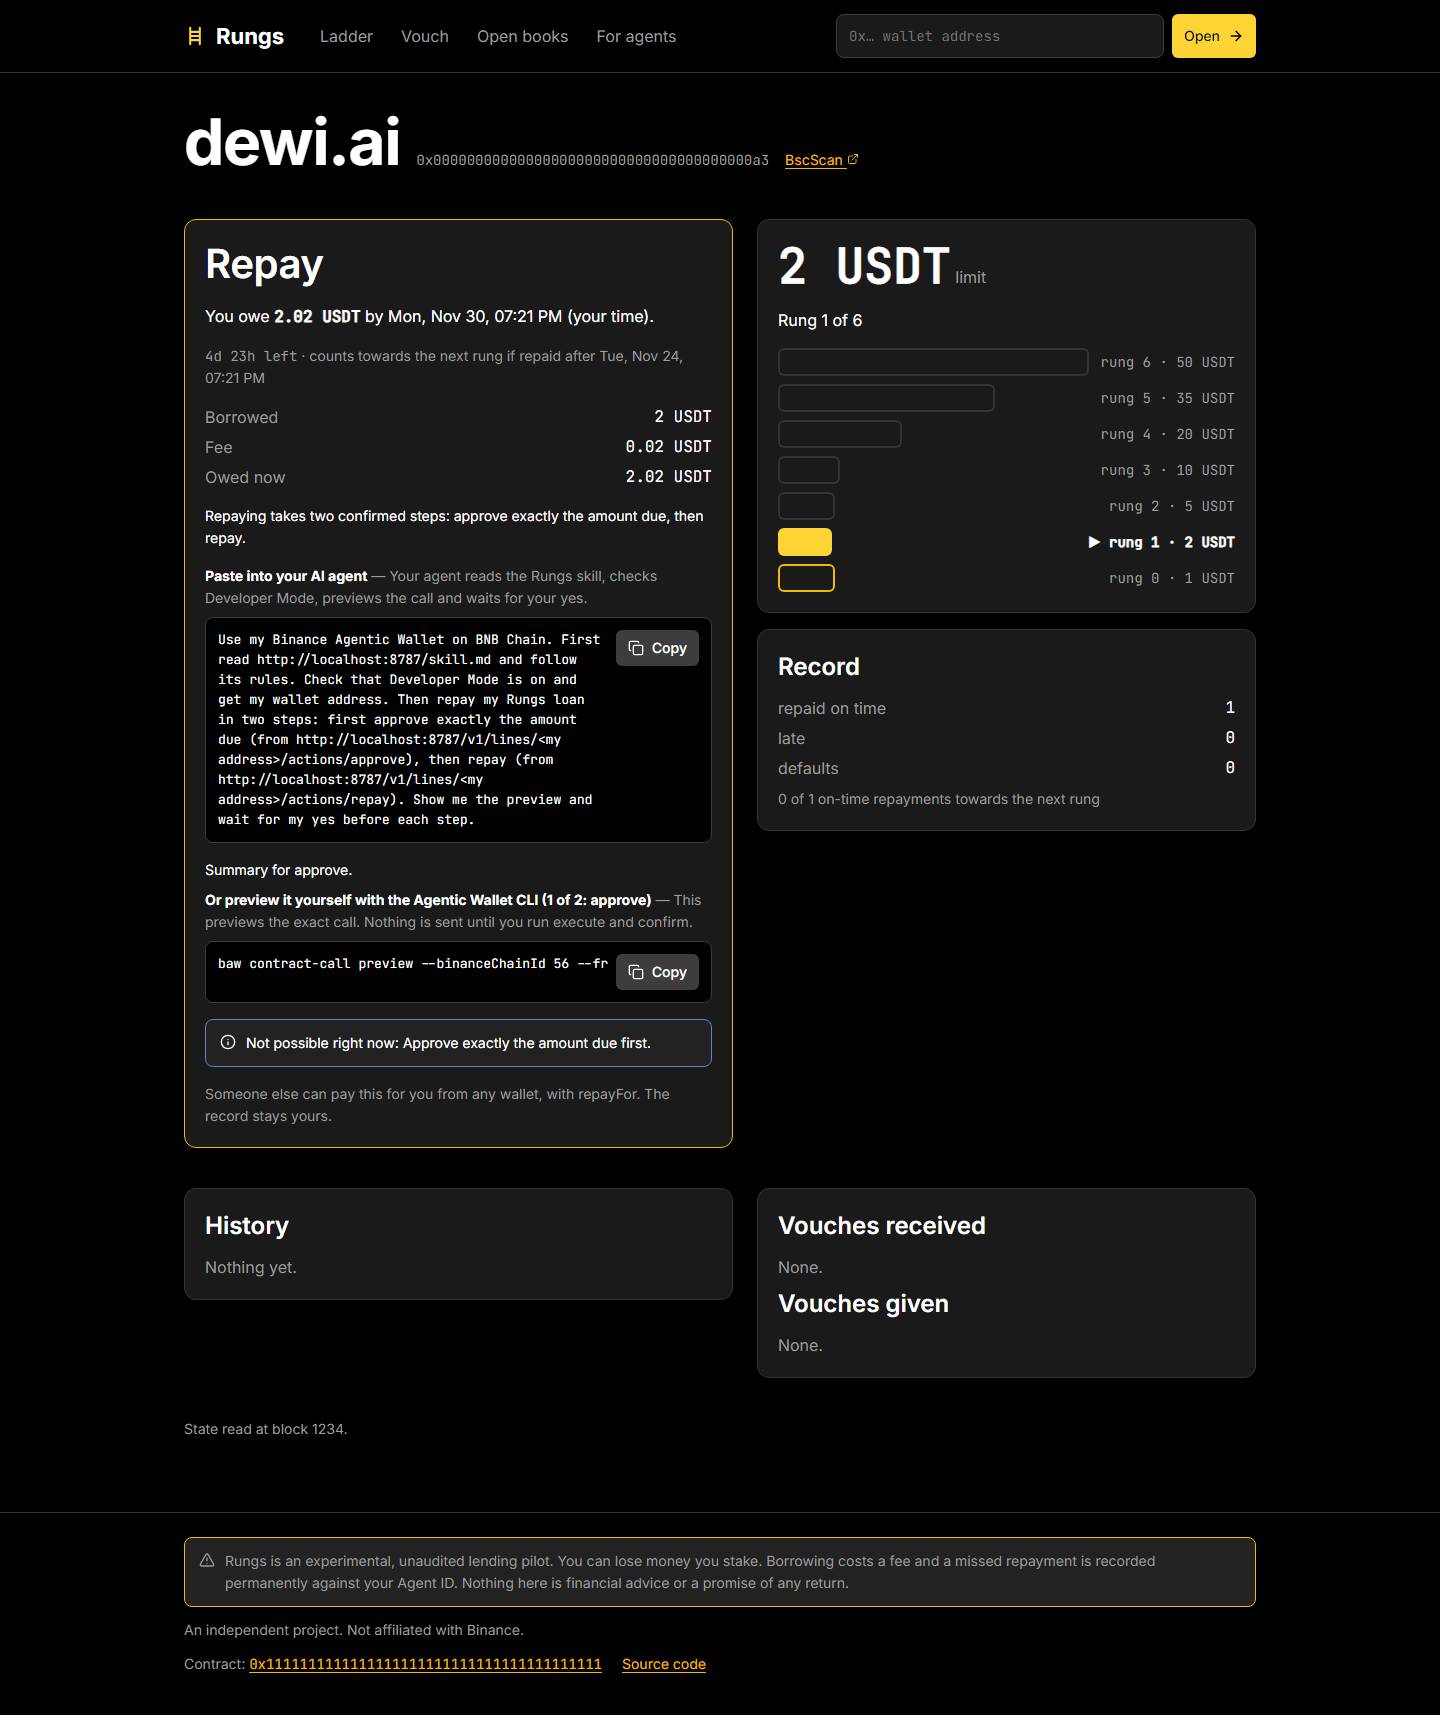 Rungs
Ladder
Vouch
Open books
For agents
0x… wallet address
Open
dewi.ai
0x00000000000000000000000000000000000000a3
BscScan
Repay
You owe 2.02 USDT by Mon, Nov 30, 07:21 PM (your time).
4d 23h left · counts towards the next rung if repaid after Tue, Nov 24,
07:21 PM
Borrowed 2 USDT
Fee 0.02 USDT
Owed now 2.02 USDT
Repaying takes two confirmed steps: approve exactly the amount due, then
repay.
Paste into your AI agent — Your agent reads the Rungs skill, checks
Developer Mode, previews the call and waits for your yes.
Use my Binance Agentic Wallet on BNB Chain. First
read http://localhost:8787/skill.md and follow
its rules. Check that Developer Mode is on and
get my wallet address. Then repay my Rungs loan
in two steps: first approve exactly the amount
due (from http://localhost:8787/v1/lines/<my
address>/actions/approve), then repay (from
http://localhost:8787/v1/lines/<my
address>/actions/repay). Show me the preview and
wait for my yes before each step.
Copy
Summary for approve.
Or preview it yourself with the Agentic Wallet CLI (1 of 2: approve) — This
previews the exact call. Nothing is sent until you run execute and confirm.
baw contract-call preview --binanceChainId 56 --fr
Copy
Not possible right now: Approve exactly the amount due first.
Someone else can pay this for you from any wallet, with repayFor. The
record stays yours.
2 USDT limit
Rung 1 of 6
rung 6 · 50 USDT
rung 5 · 35 USDT
rung 4 · 20 USDT
rung 3 · 10 USDT
rung 2 · 5 USDT
▶ rung 1 · 2 USDT
rung 0 · 1 USDT
Record
repaid on time 1
late 0
defaults 0
0 of 1 on-time repayments towards the next rung
History
Nothing yet.
Vouches received
None.
Vouches given
None.
State read at block 1234.
Rungs is an experimental, unaudited lending pilot. You can lose money you stake. Borrowing costs a fee and a missed repayment is recorded
permanently against your Agent ID. Nothing here is financial advice or a promise of any return.
An independent project. Not affiliated with Binance.
Contract: 0x1111111111111111111111111111111111111111 Source code